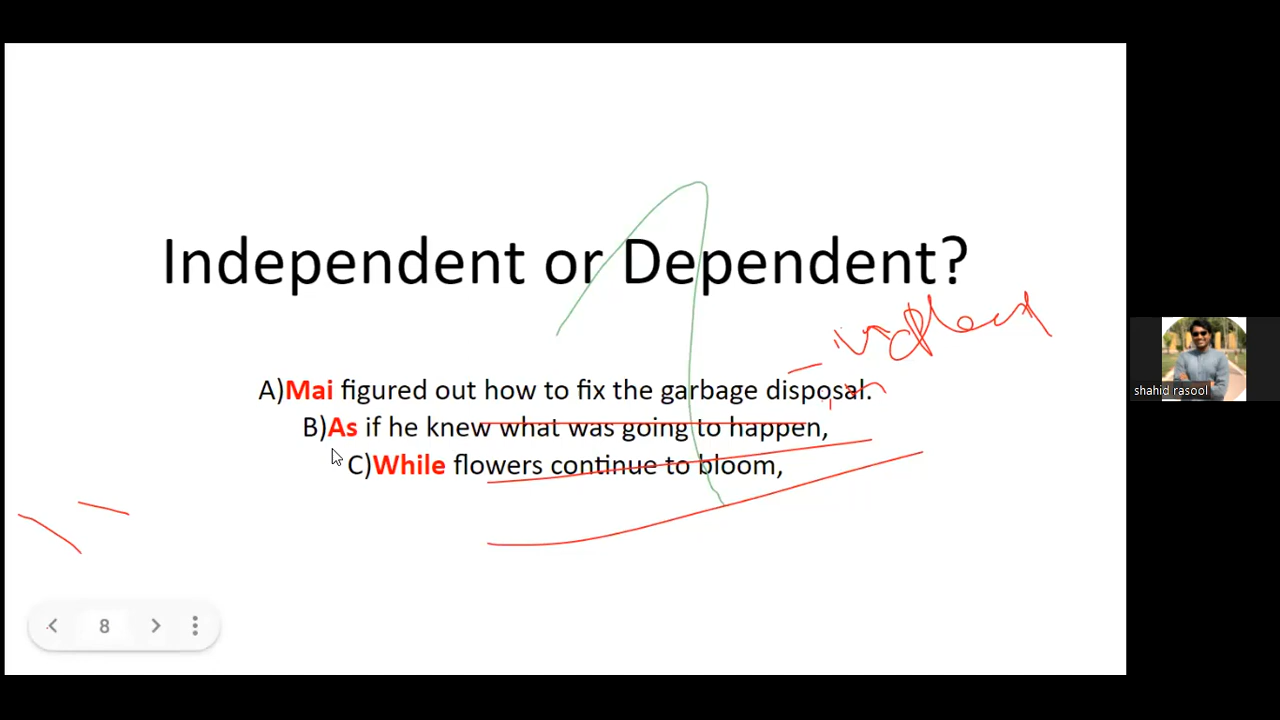 Independent or Dependent?
A)Mai figured out how to fix the garbage disposal.
B)As if he knew what was going to happen,
C)While flowers continue to bloom,
shahid rasool
8